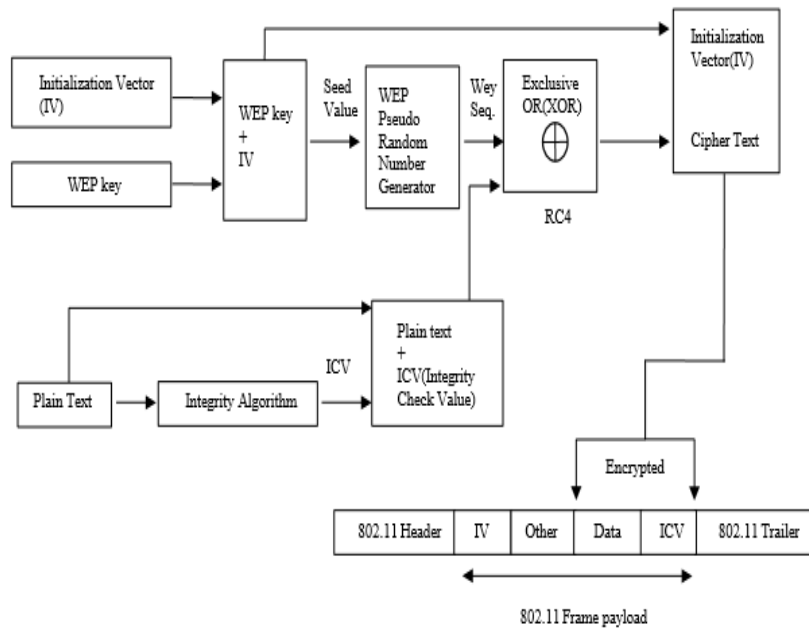 Initialization Vector
(IV)
WEP key
WEP key
+
IV
Seed
Value
WEP
Pseudo
Random
Number
Generator
Wey
Seq.
Exclusive
OR(XOR)
RC4
Initialization
Vector(IV)
Cipher Text
Plain Text
Integrity Algorithm
ICV
Plain text
+
ICV(Integrity
Check Value)
Encrypted
802.11 Header
IV
Other
Data
ICV
802.11 Trailer
802.11 Frame payload